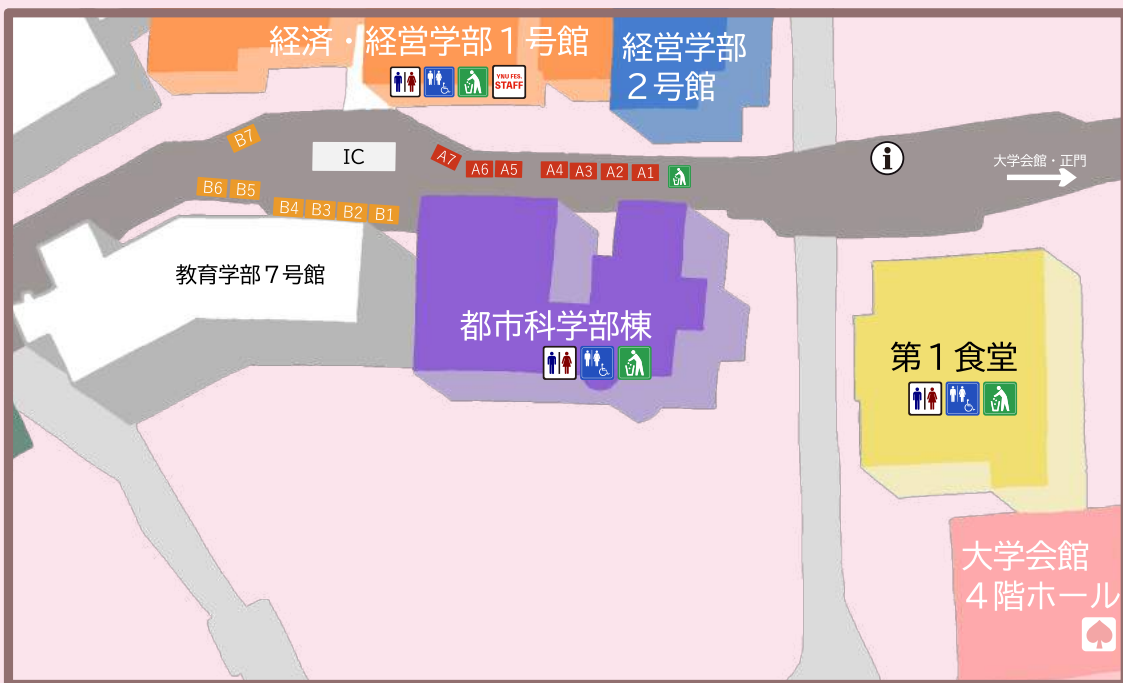 経済・経営学部１号館
経営学部
２号館
YNU FES.
STAFF
B7
IC
A7
A6
A5
A4
A3
A2
A1
i
大学会館・正門
B6
B5
B4
B3
B2
B1
教育学部７号館
都市科学部棟
第１食堂
大学会館
４階ホール